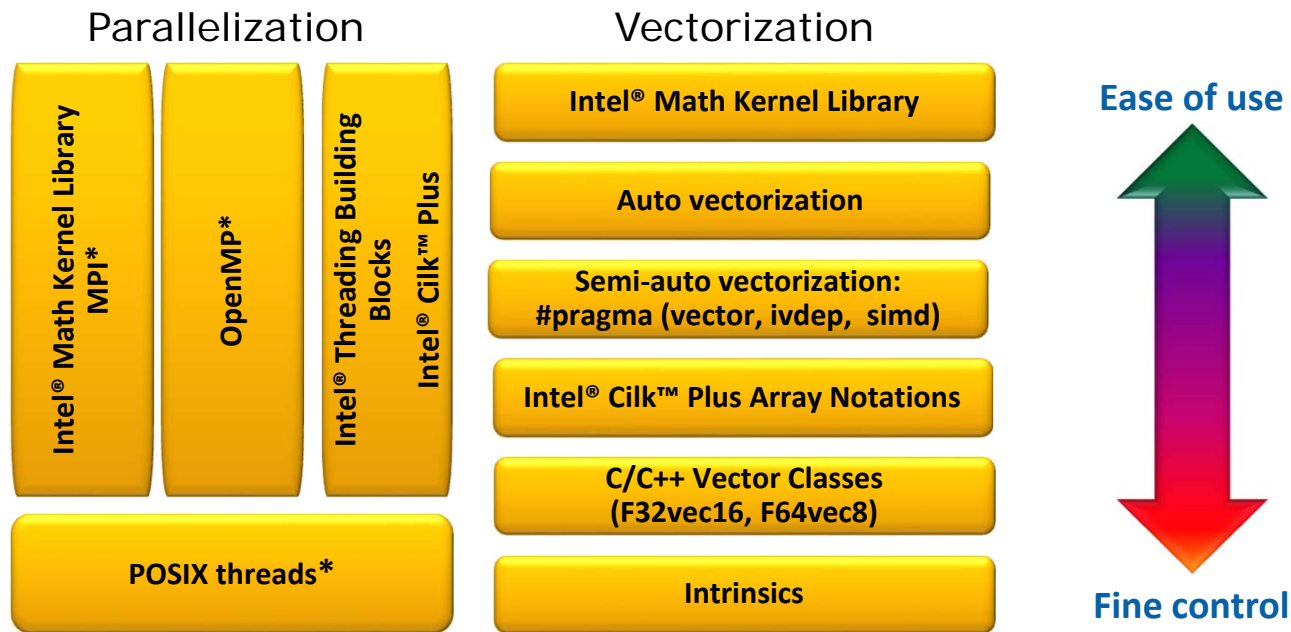 Parallelization
Intel® Math Kernel Library
MPI*
OpenMP*
Intel® Threading Building
Blocks
Intel® Cilk™ Plus
POSIX threads*
Vectorization
Intel® Math Kernel Library
Auto vectorization
Semi-auto vectorization:
#pragma (vector, ivdep, simd)
Intel® Cilk™ Plus Array Notations
C/C++ Vector Classes
(F32vec16, F64vec8)
Intrinsics
Ease of use
Fine control